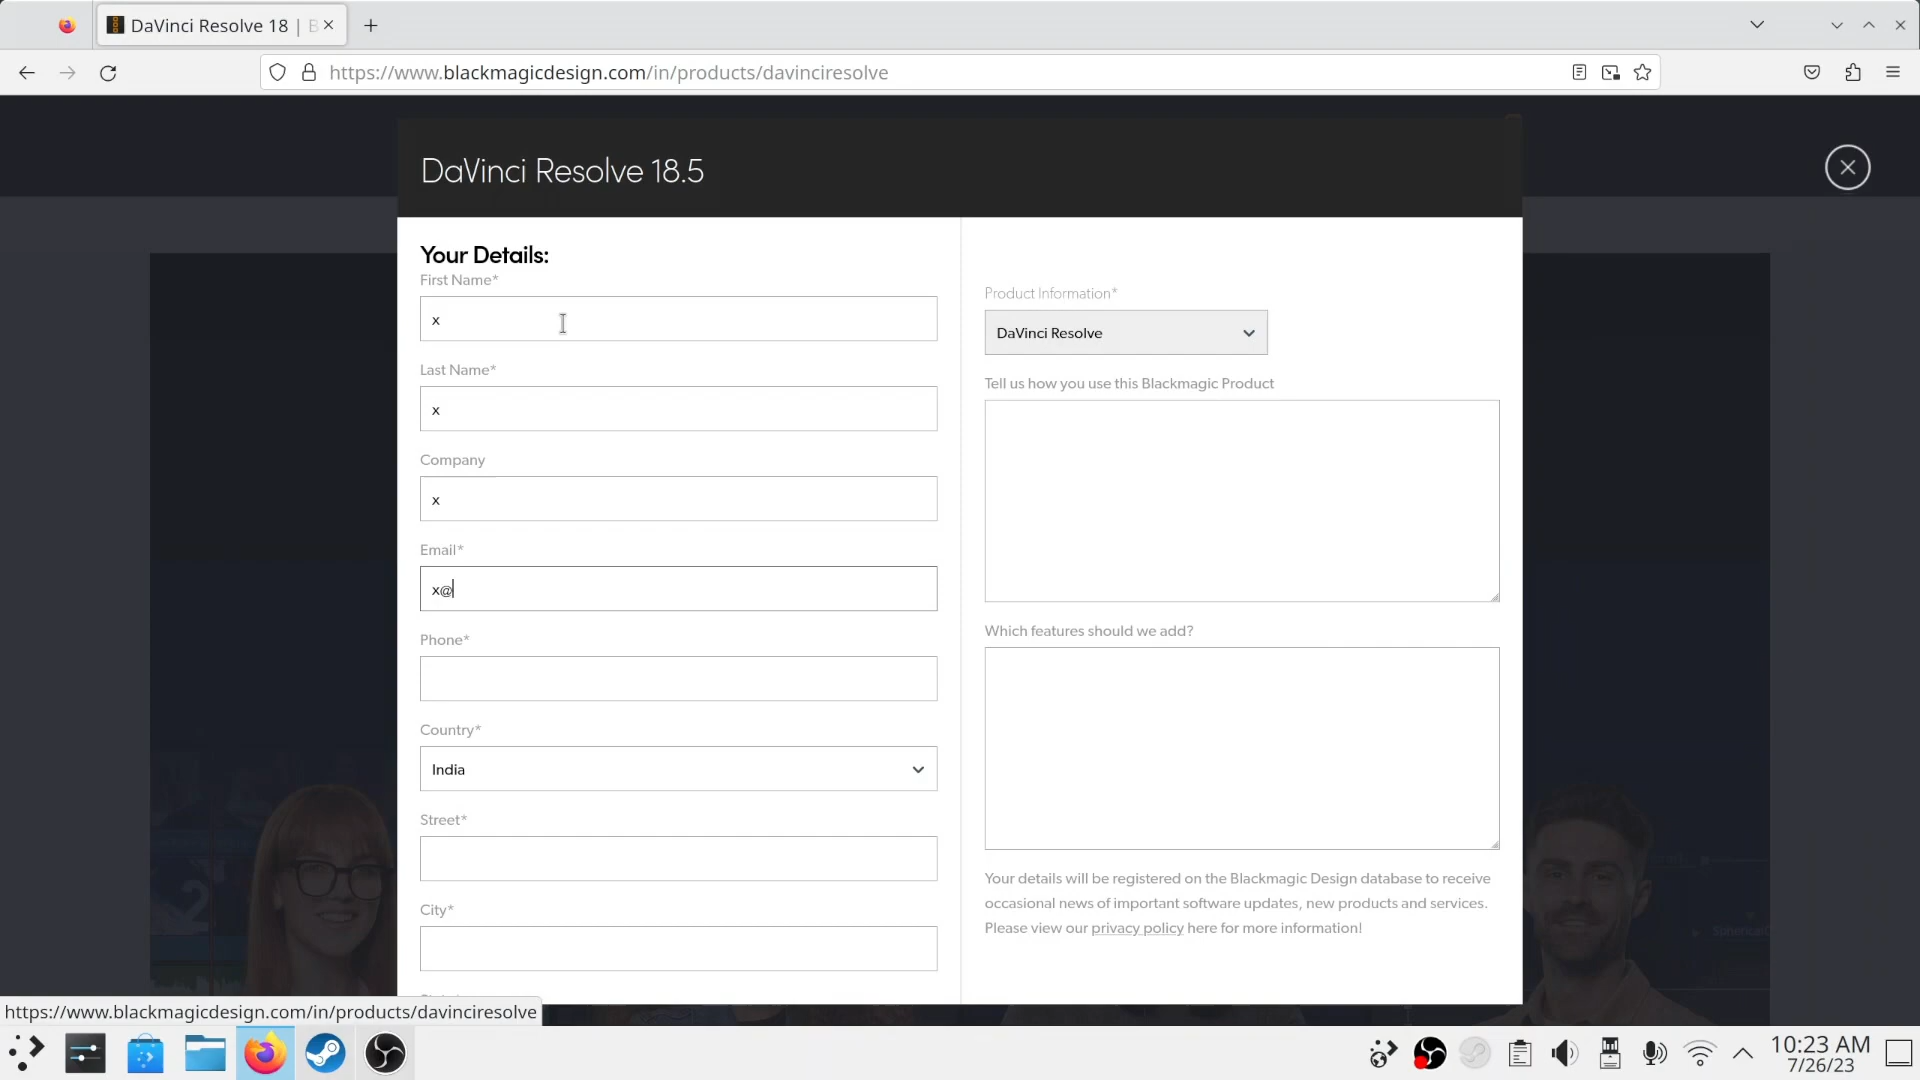 DaVinci Resolve 18 | B
https://www.blackmagicdesign.com/in/products/davinciresolve
DaVinci Resolve 18.5
Your Details:
First Name*
x
Last Name*
x
Company
x
Email*
x@
Phone*
Country*
India
Street*
City*
Product Information*
DaVinci Resolve
Tell us how you use this Blackmagic Product
Which features should we add?
Your details will be registered on the Blackmagic Design database to receive
occasional news of important software updates, new products and services.
Please view our privacy policy here for more information!
https://www.blackmagicdesign.com/in/products/davinciresolve
10:23 AM
7/26/23